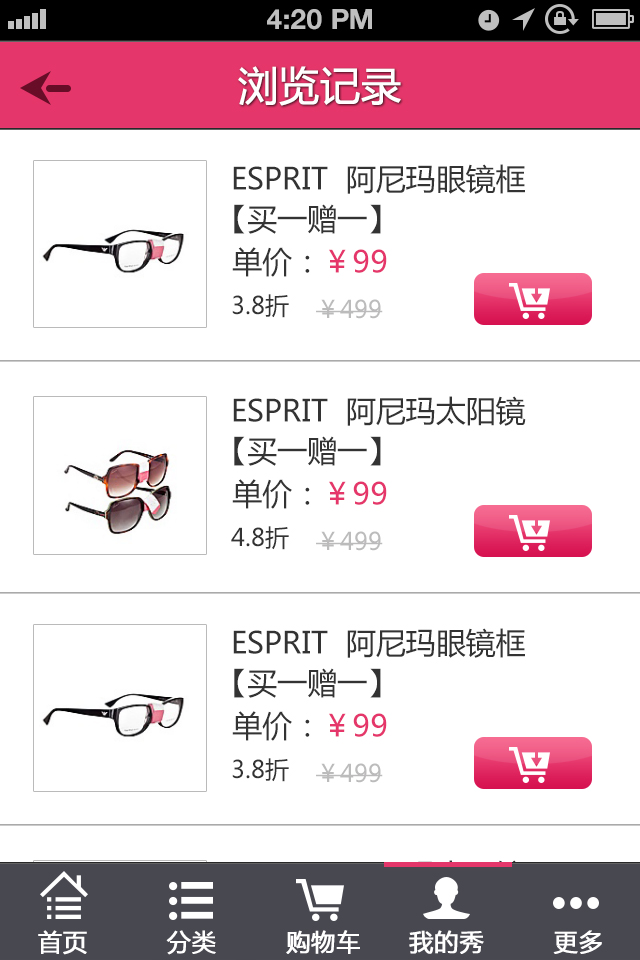 4:20 PM
浏览记录
ESPRIT 阿尼玛眼镜框
【买一赠一】
单价：￥99
3.8折 ￥499
ESPRIT 阿尼玛太阳镜
【买一赠一】
单价：￥99
4.8折 ￥499
ESPRIT 阿尼玛眼镜框
【买一赠一】
单价：￥99
3.8折 ￥499
首页 分类 购物车 我的秀 更多